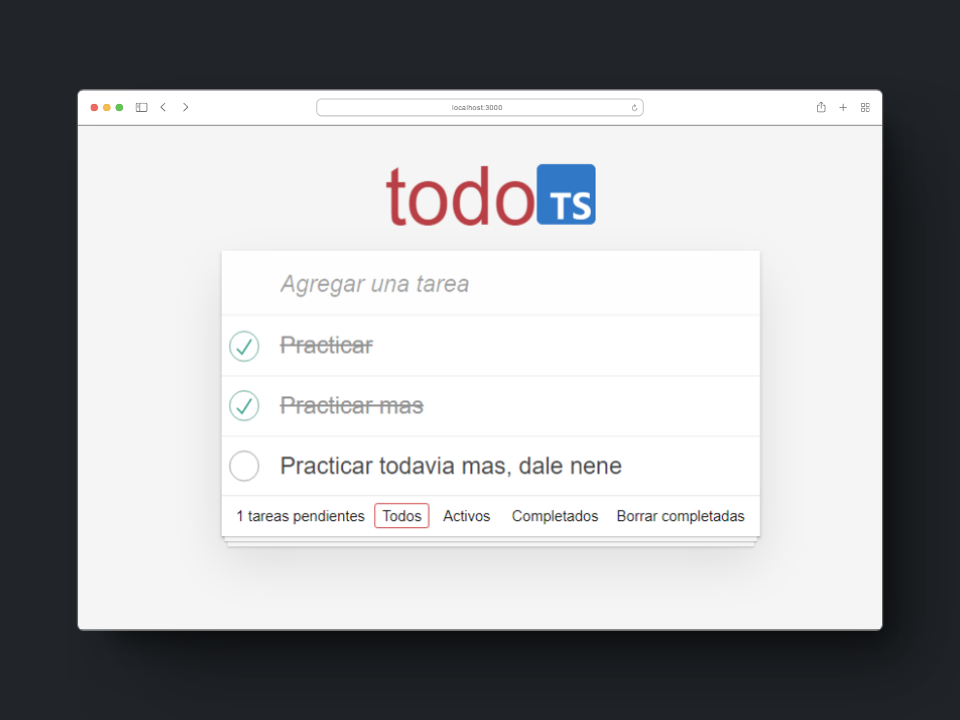 localhost:3000
todo TS
Agregar una tarea
Practicar
Practicar mas
Practicar todavia mas, dale nene
1 tareas pendientes Todos Activos Completados Borrar completadas